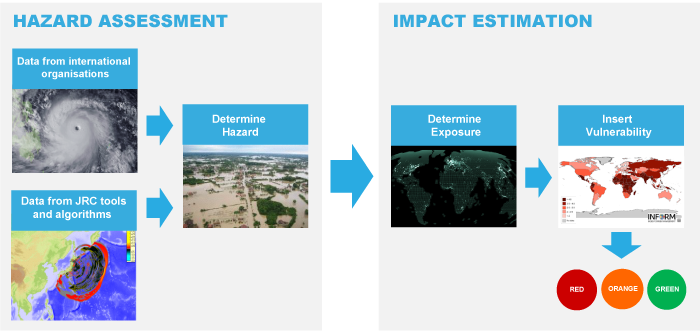 HAZARD ASSESSMENT
Data from international
organisations
Data from JRC tools
and algorithms
Determine
Hazard
IMPACT ESTIMATION
Determine
Exposure
Insert
Vulnerability
INFORM
RED
ORANGE
GREEN